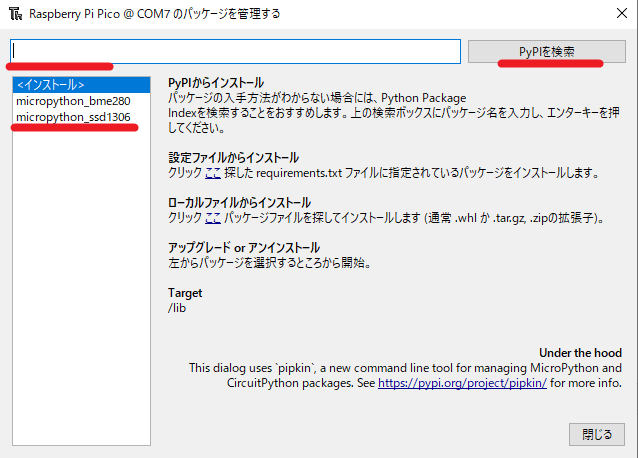 Raspberry Pi Pico @ COM7 のパッケージを管理する
PyPIを検索
<インストール>
micropython_bme280
micropython_ssd1306
PyPIからインストール
パッケージの入手方法がわからない場合には、Python Package
Indexを検索することをおすすめします。上の検索ボックスにパッケージ名を入力し、エンターキーを押
してください。
設定ファイルからインストール
クリック ここ 探した requirements.txt ファイルに指定されているパッケージをインストールします。
ローカルファイルからインストール
クリック ここ パッケージファイルを探してインストールします (通常 .whl か .tar.gz, .zipの拡張子)。
アップグレード or アンインストール
左からパッケージを選択するところから開始。
Target
/lib
Under the hood
This dialog uses `pipkin`, a new command line tool for managing MicroPython and
CircuitPython packages. See https://pypi.org/project/pipkin/ for more info.
閉じる